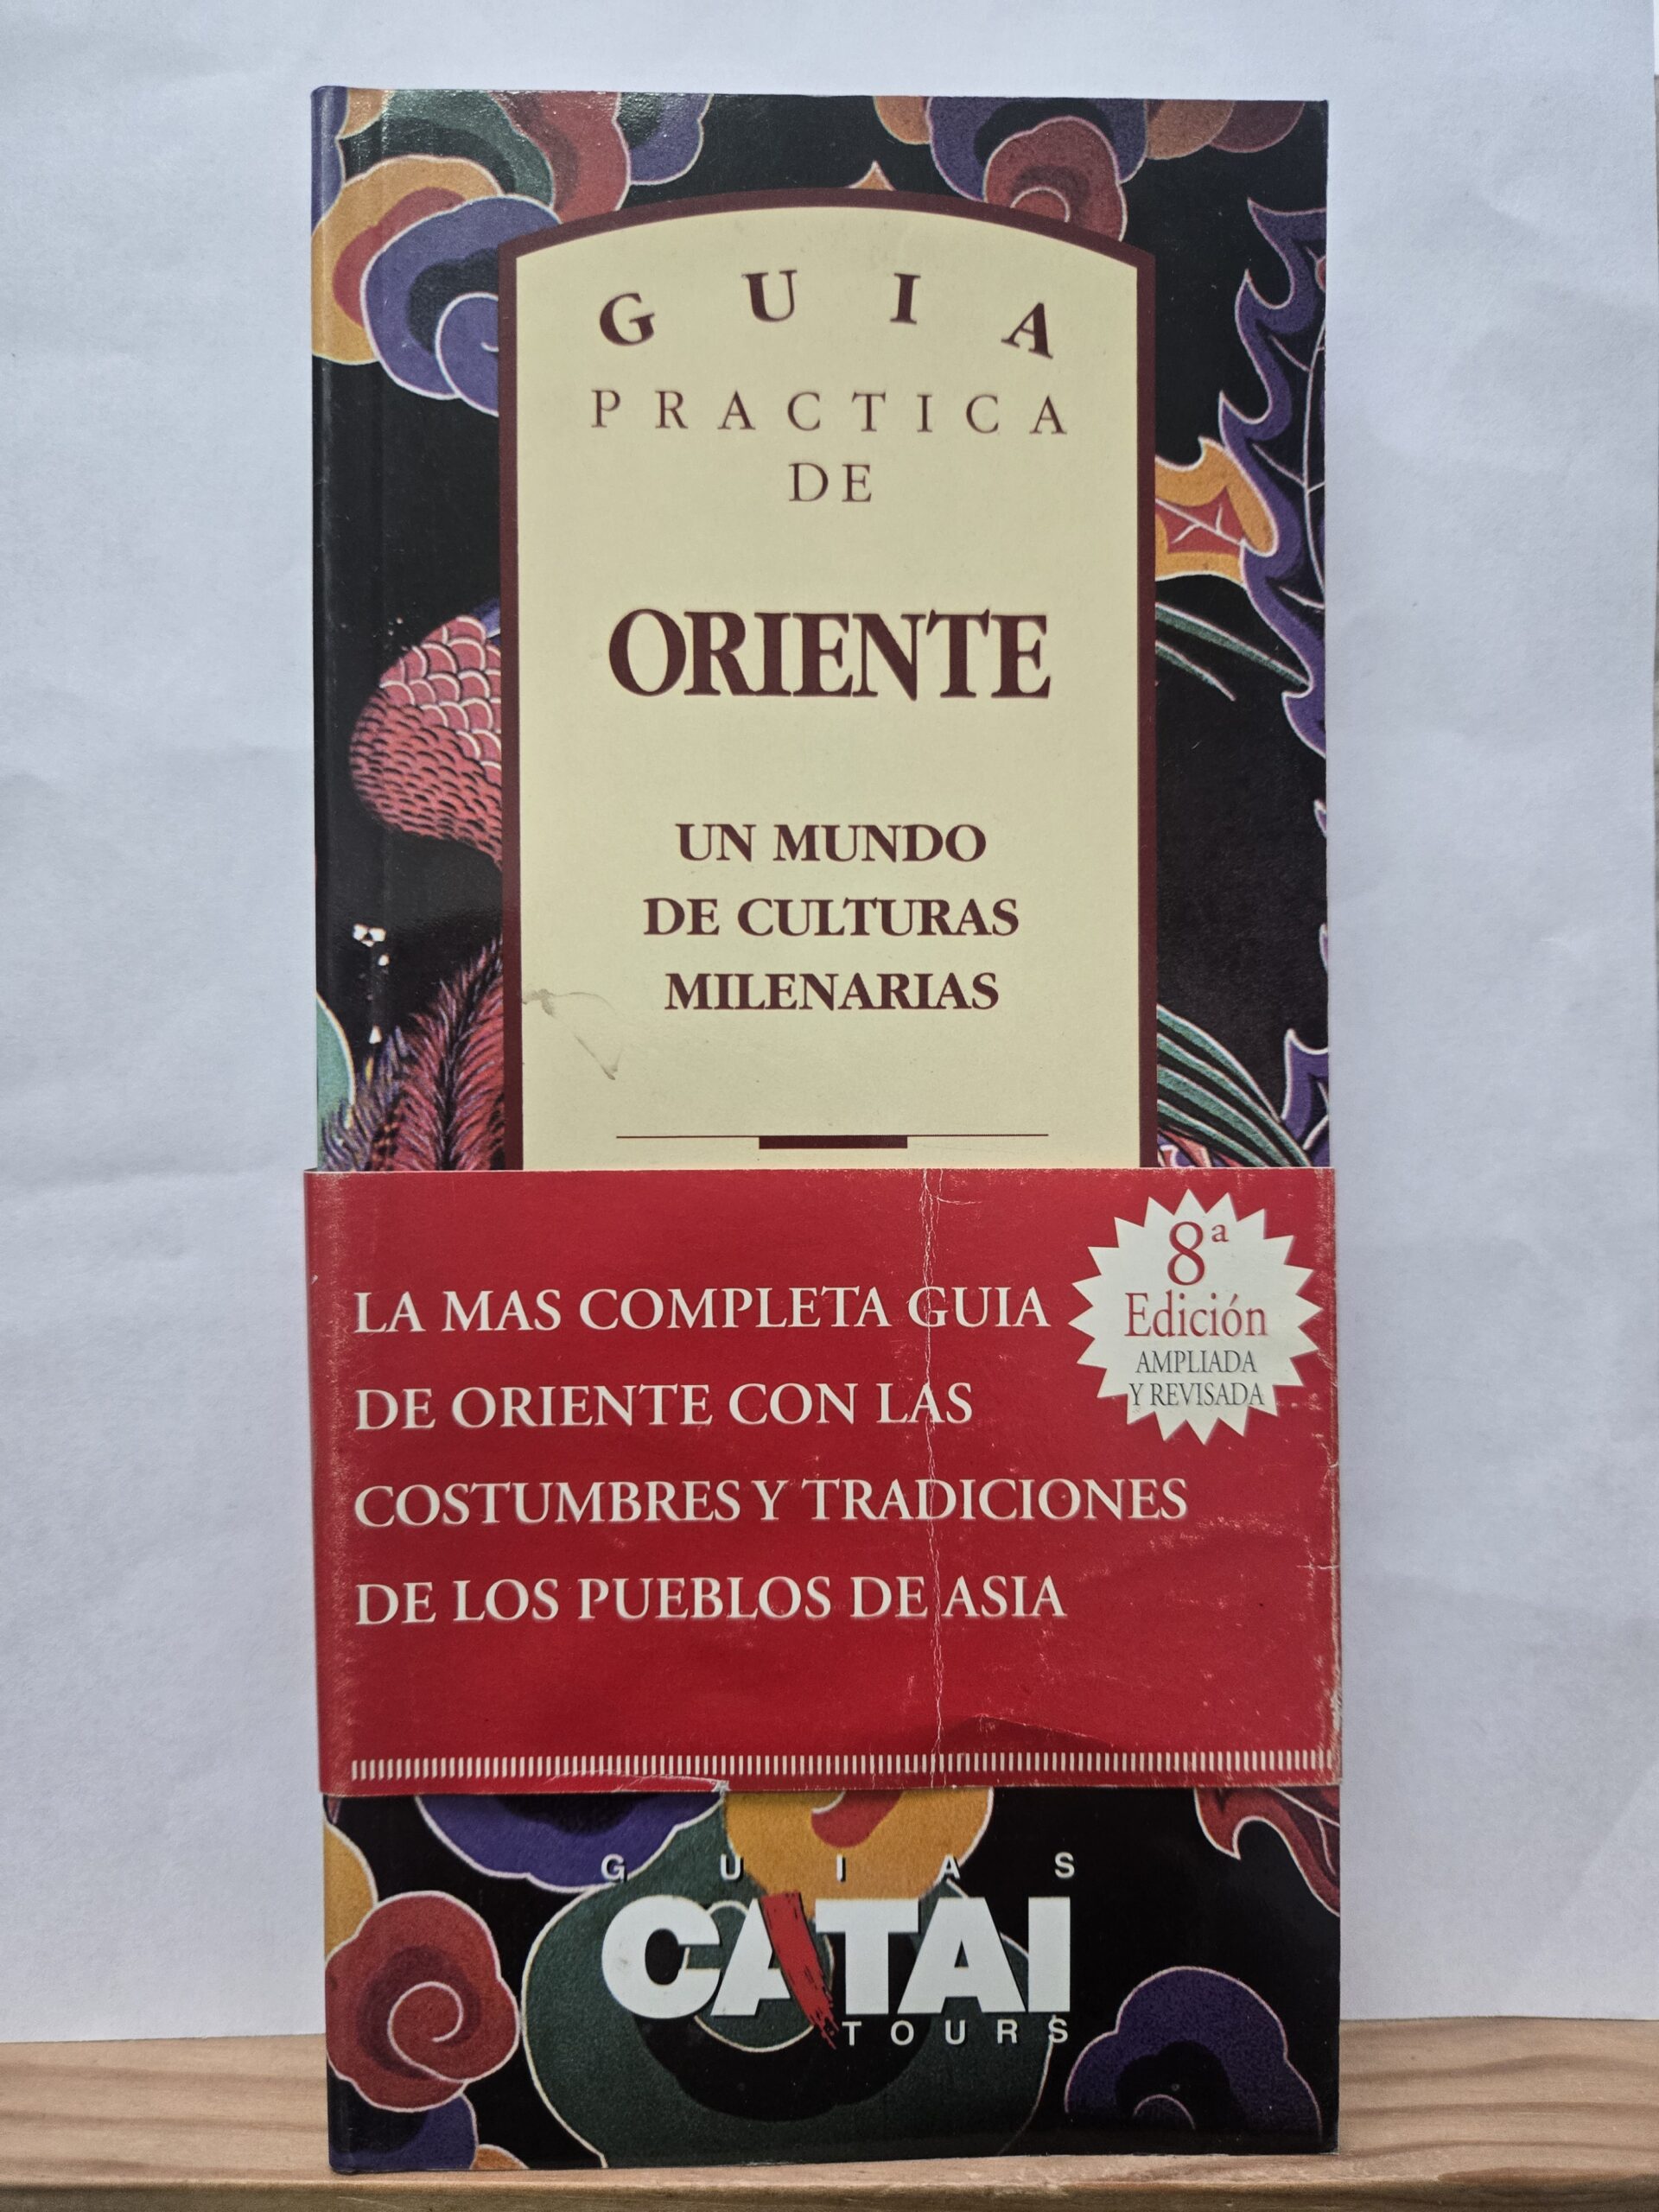 GUIA
PRACTICA
DE
ORIENTE
UN MUNDO
DE CULTURAS
MILENARIAS
8ª
Edición
AMPLIADA
Y REVISADA
LA MAS COMPLETA GUIA
DE ORIENTE CON LAS
COSTUMBRES Y TRADICIONES
DE LOS PUEBLOS DE ASIA
GUIAS
CATAI
TOURS